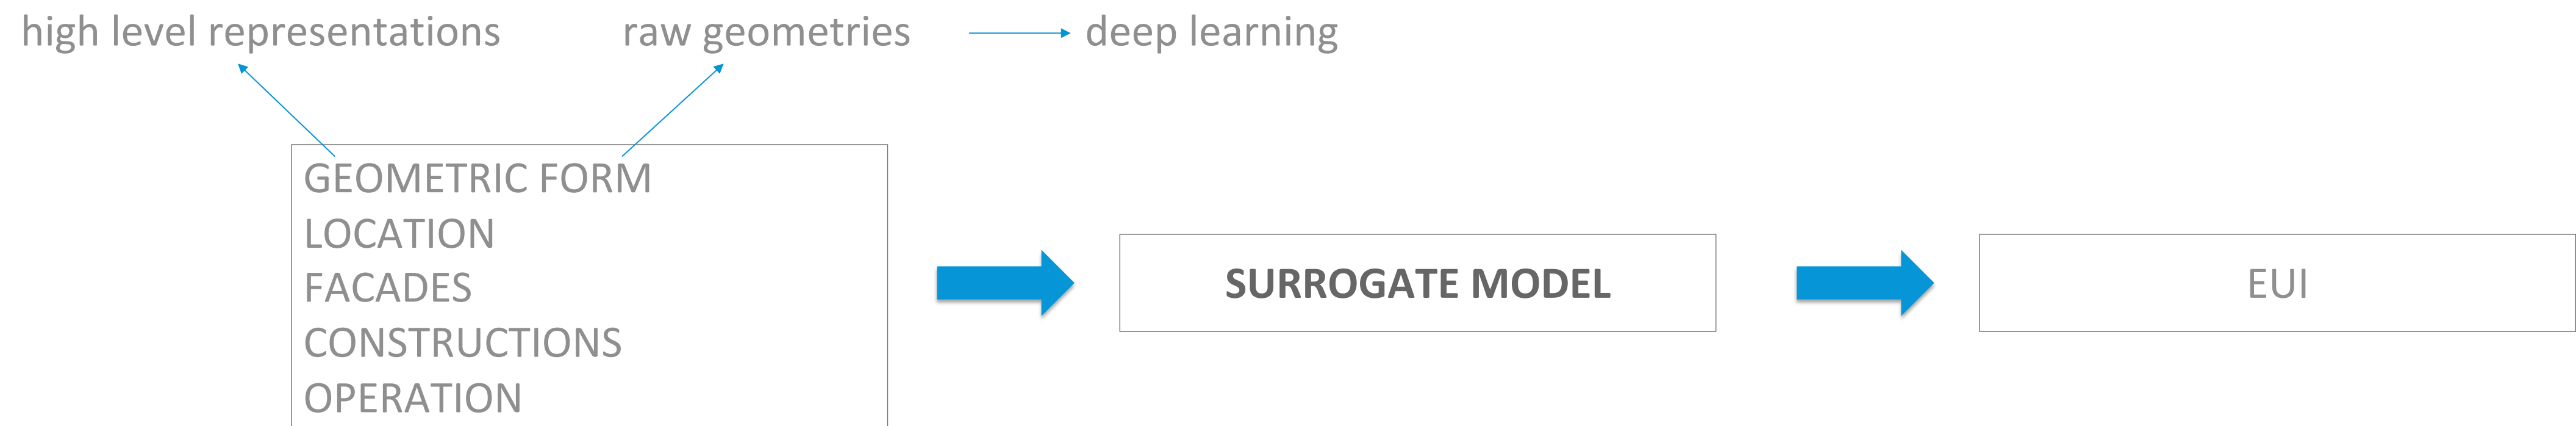 high level representations
raw geometries
deep learning
GEOMETRIC FORM
LOCATION
FACADES
CONSTRUCTIONS
OPERATION
SURROGATE MODEL
EUI